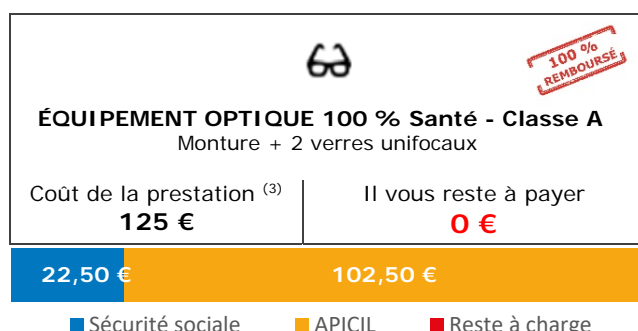 100 %
REMBOURSÉ
ÉQUIPEMENT OPTIQUE 100 % Santé - Classe A
Monture + 2 verres unifocaux
Coût de la prestation (3)
125 €
Il vous reste à payer
0 €
22,50 €
102,50 €
Sécurité sociale
APICIL
Reste à charge